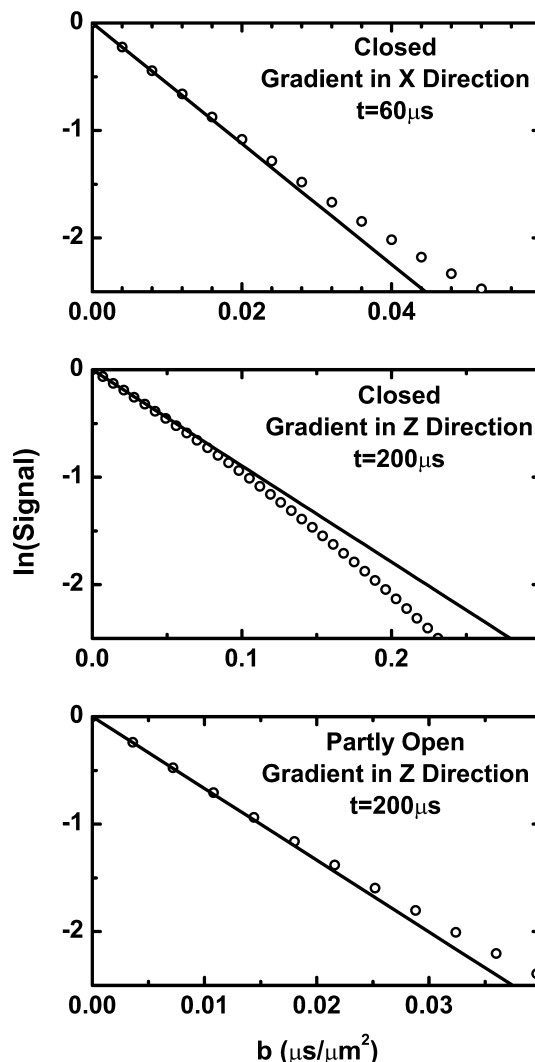 0
Closed
Gradient in X Direction
t=60μs
-1
-2
0.00 0.02 0.04
0
Closed
Gradient in Z Direction
t=200μs
-1
-2
0.0 0.1 0.2
ln(Signal)
0
Partly Open
Gradient in Z Direction
t=200μs
-1
-2
0.00 0.01 0.02 0.03
b (μs/μm²)